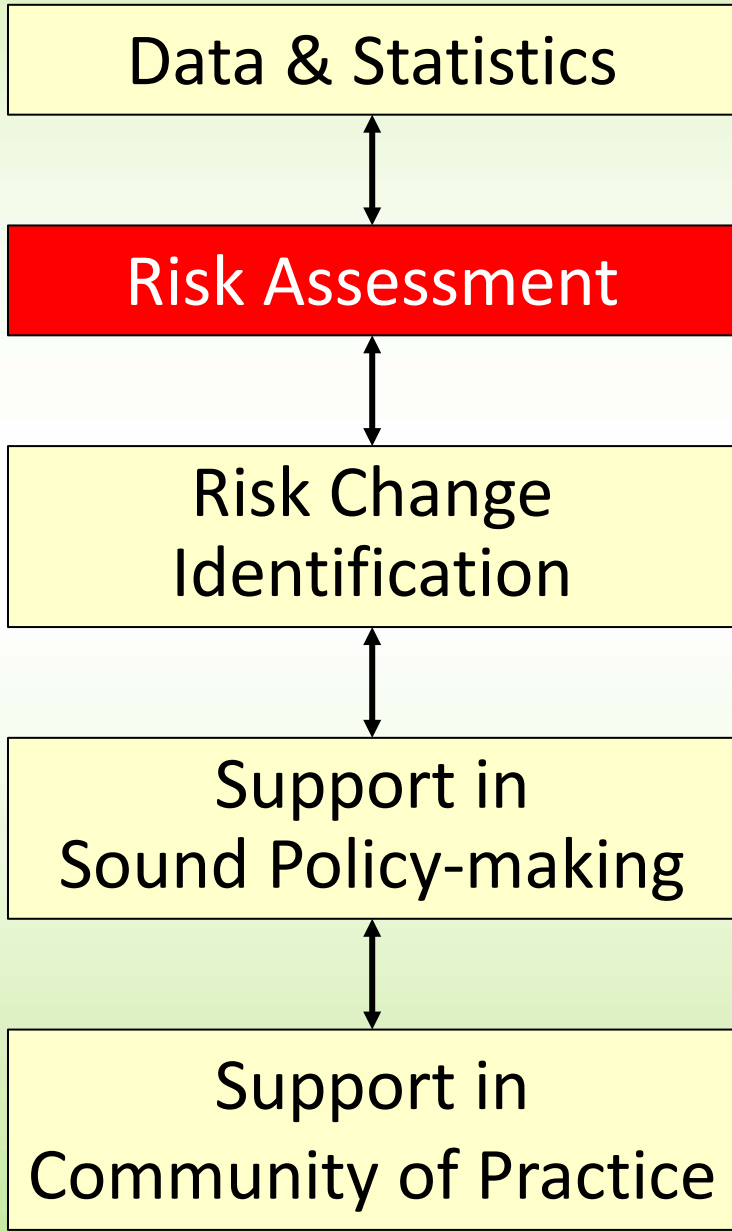 Data & Statistics
Risk Assessment
Risk Change
Identification
Support in
Sound Policy-making
Support in
Community of Practice